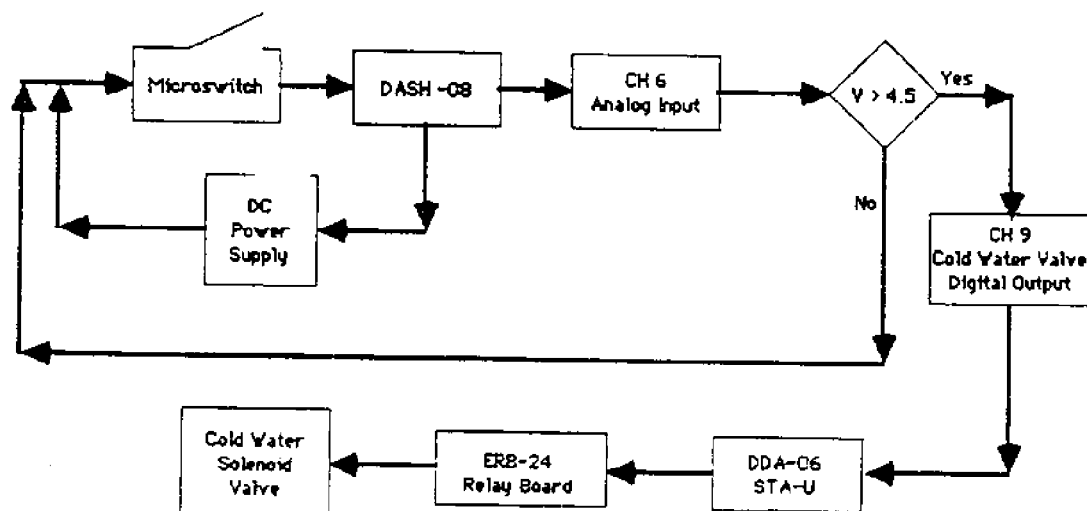 Microswitch
DASH-08
CH 6
Analog Input
V > 4.5
Yes
No
DC
Power
Supply
CH 9
Cold Water Valve
Digital Output
Cold Water
Solenoid
Valve
ERB-24
Relay Board
DDA-06
STA-U